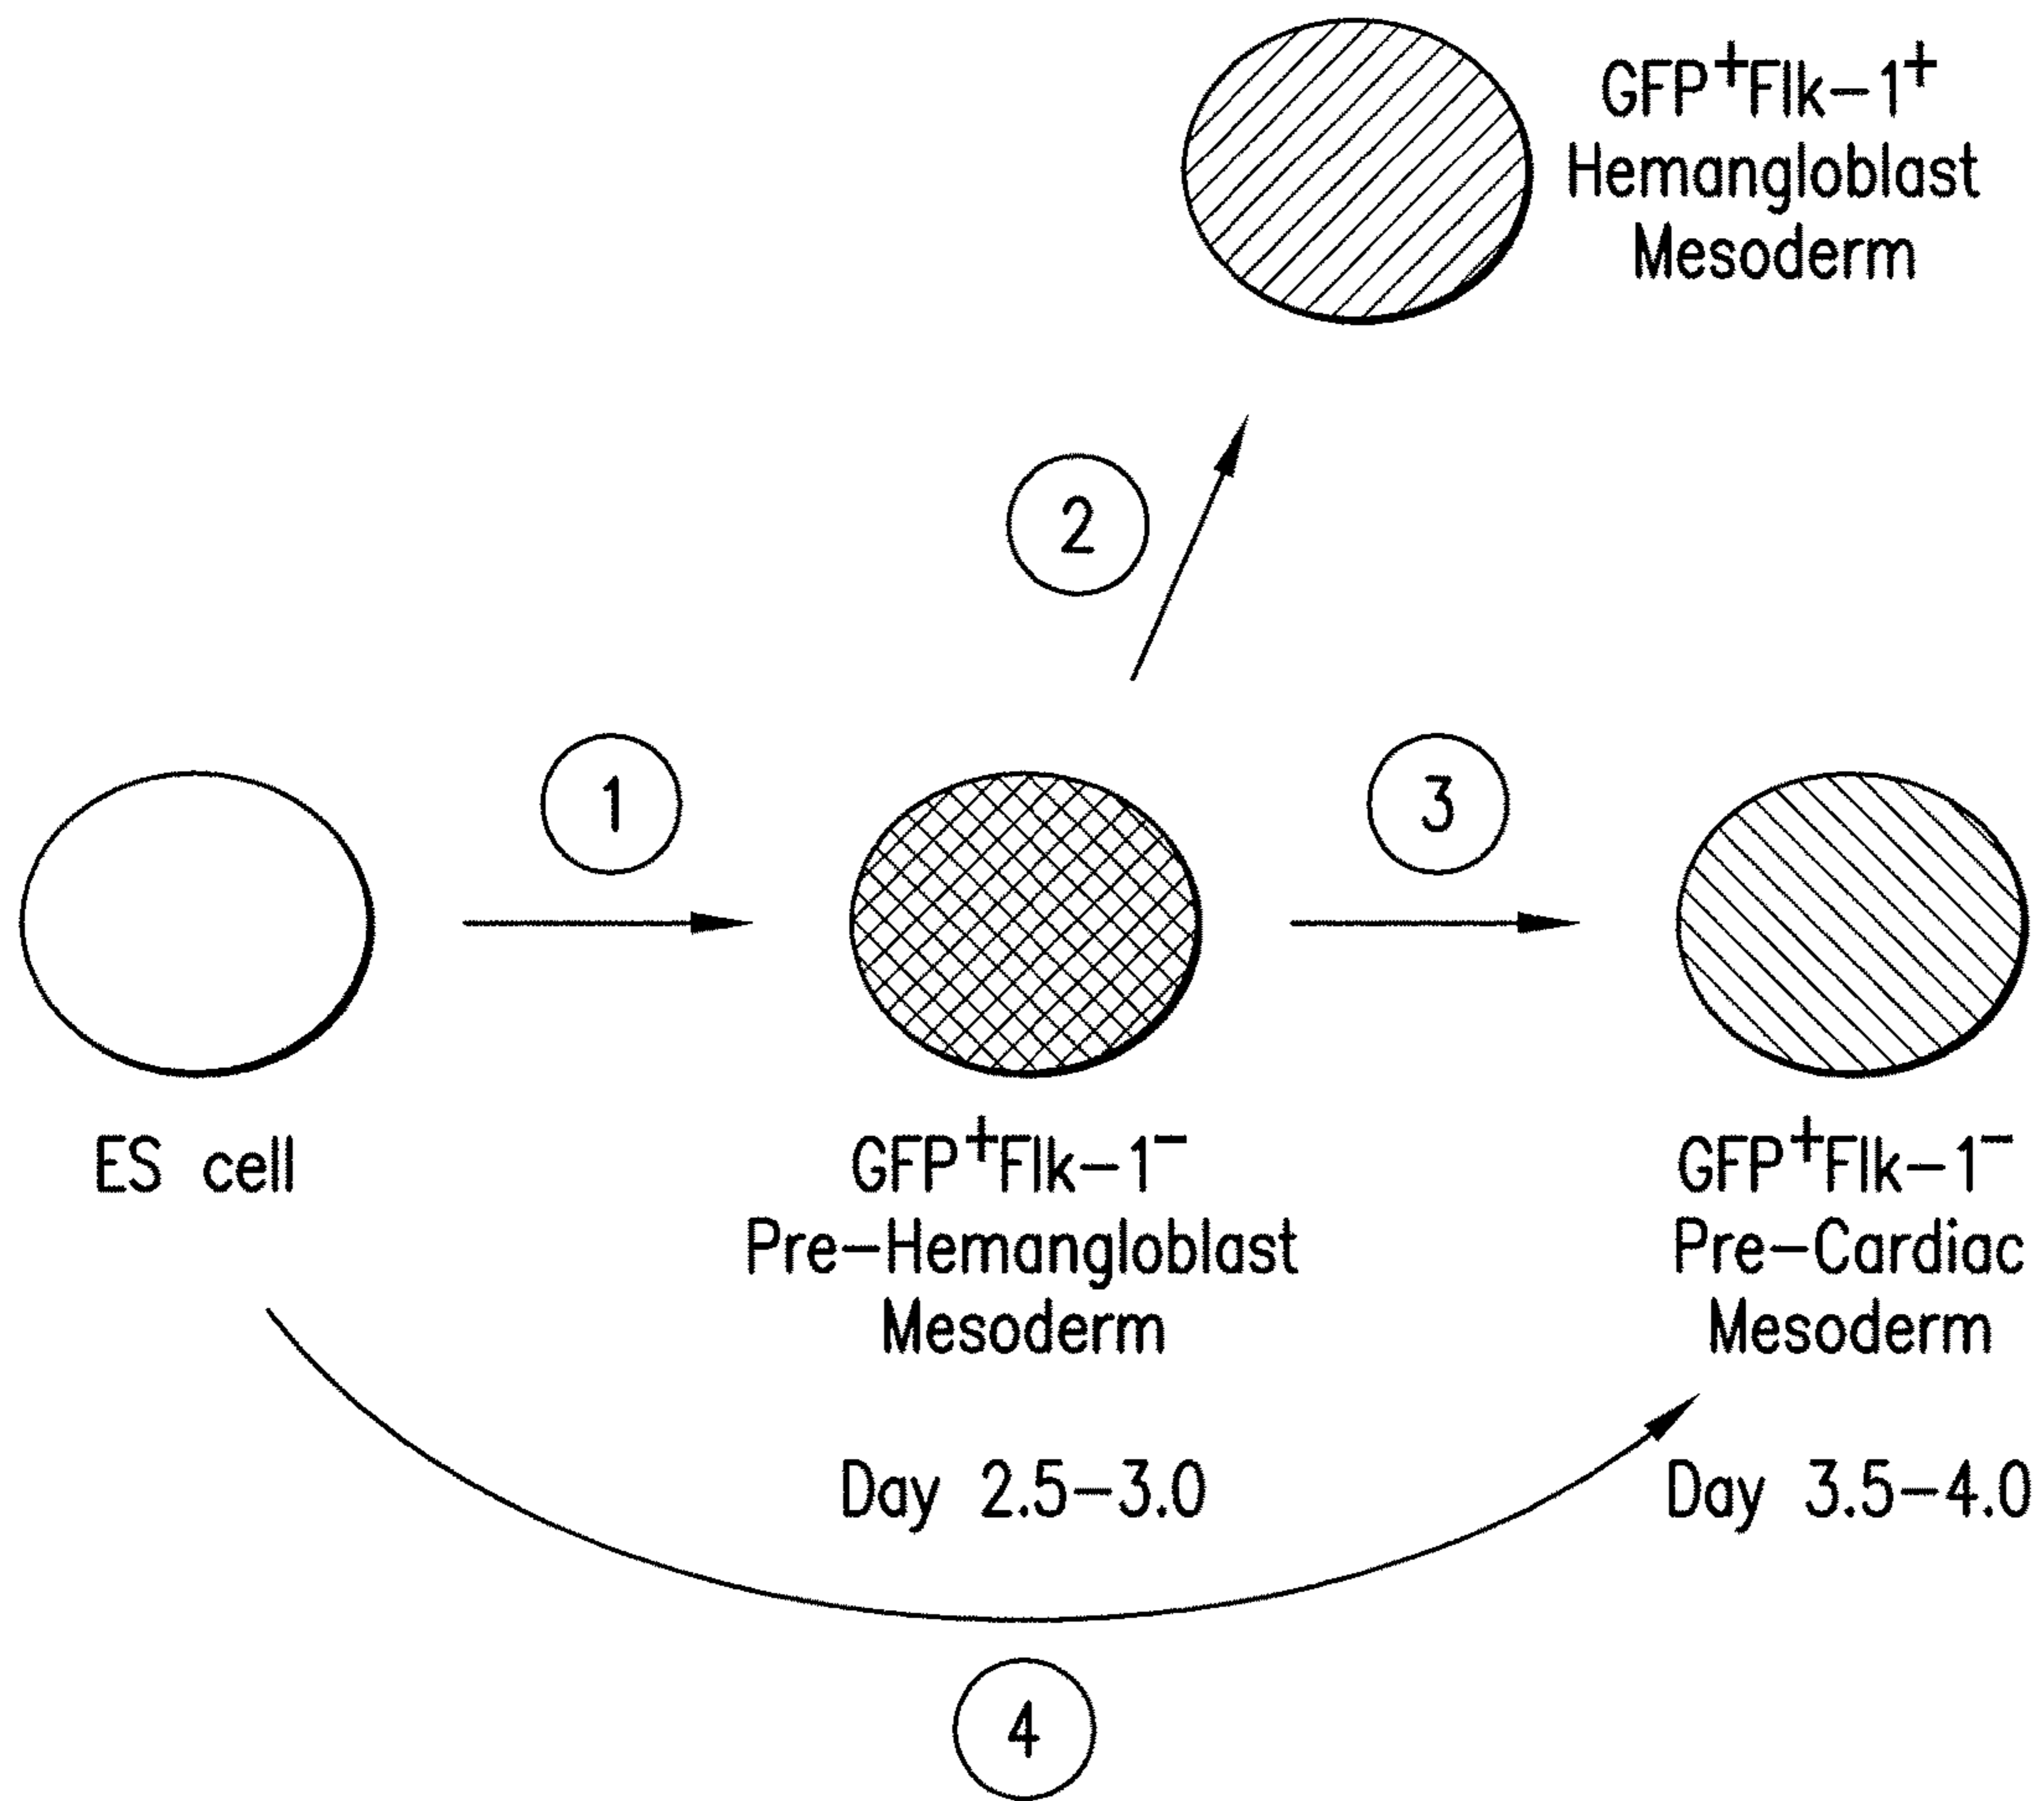 GFP⁺Flk-1⁺
Hemangloblast
Mesoderm
2
1
3
ES cell
GFP⁺Flk-1⁻
Pre-Hemangloblast
Mesoderm
Day 2.5-3.0
GFP⁺Flk-1⁻
Pre-Cardiac
Mesoderm
Day 3.5-4.0
4